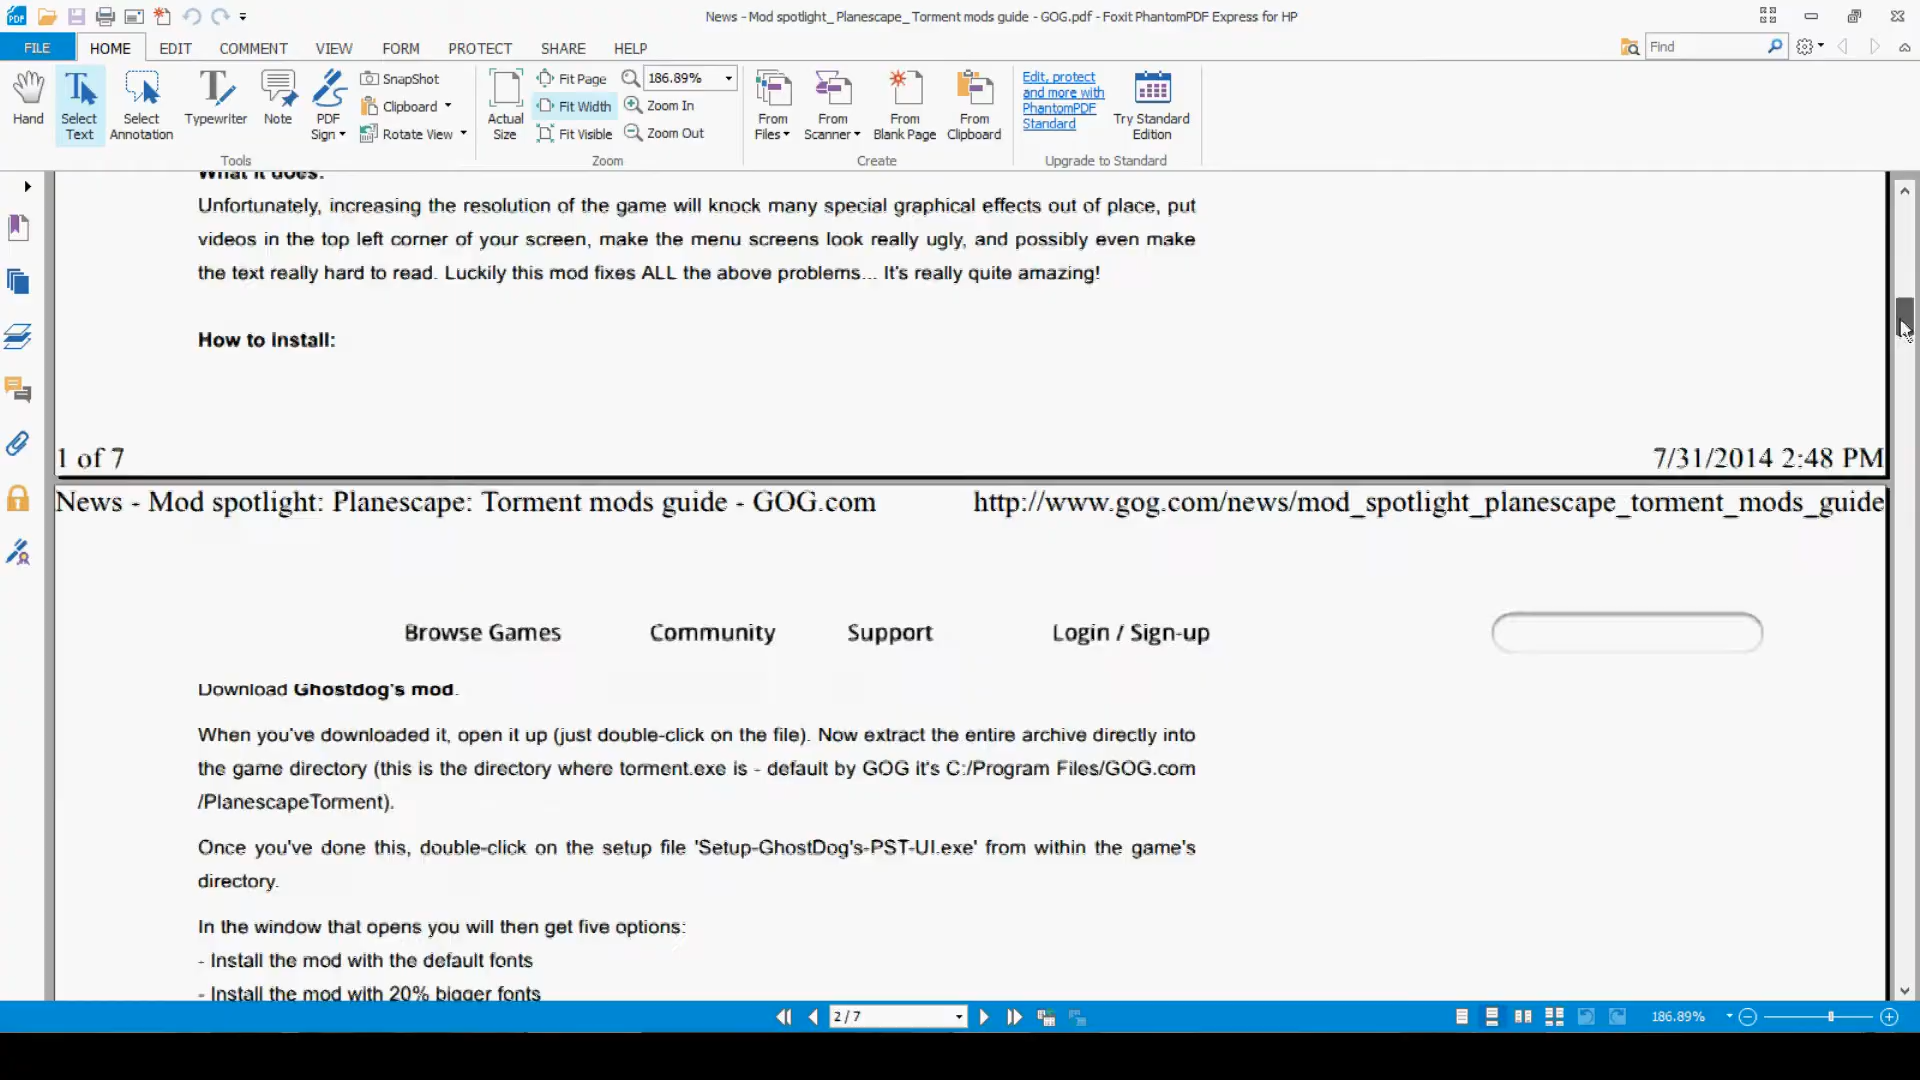 News - Mod spotlight_ Planescape_ Torment mods guide - GOG.pdf - Foxit PhantomPDF Express for HP
FILE HOME EDIT COMMENT VIEW FORM PROTECT SHARE HELP
Find
Hand
Select Text
Select Annotation
Typewriter
Note
PDF Sign
SnapShot
Clipboard
Rotate View
Tools
Actual Size
Fit Page
Fit Width
Fit Visible
186.89%
Zoom In
Zoom Out
Zoom
From Files
From Scanner
From Blank Page
From Clipboard
Create
Edit, protect
and more with
PhantomPDF
Standard
Try Standard Edition
Upgrade to Standard
What it does:
Unfortunately, increasing the resolution of the game will knock many special graphical effects out of place, put
videos in the top left corner of your screen, make the menu screens look really ugly, and possibly even make
the text really hard to read. Luckily this mod fixes ALL the above problems... It's really quite amazing!
How to install:
1 of 7 7/31/2014 2:48 PM
News - Mod spotlight: Planescape: Torment mods guide - GOG.com http://www.gog.com/news/mod_spotlight_planescape_torment_mods_guide
Browse Games Community Support Login / Sign-up
Download Ghostdog's mod.
When you've downloaded it, open it up (just double-click on the file). Now extract the entire archive directly into
the game directory (this is the directory where torment.exe is - default by GOG it's C:/Program Files/GOG.com
/PlanescapeTorment).
Once you've done this, double-click on the setup file 'Setup-GhostDog's-PST-UI.exe' from within the game's
directory.
In the window that opens you will then get five options:
- Install the mod with the default fonts
- Install the mod with 20% bigger fonts
2 / 7
186.89%